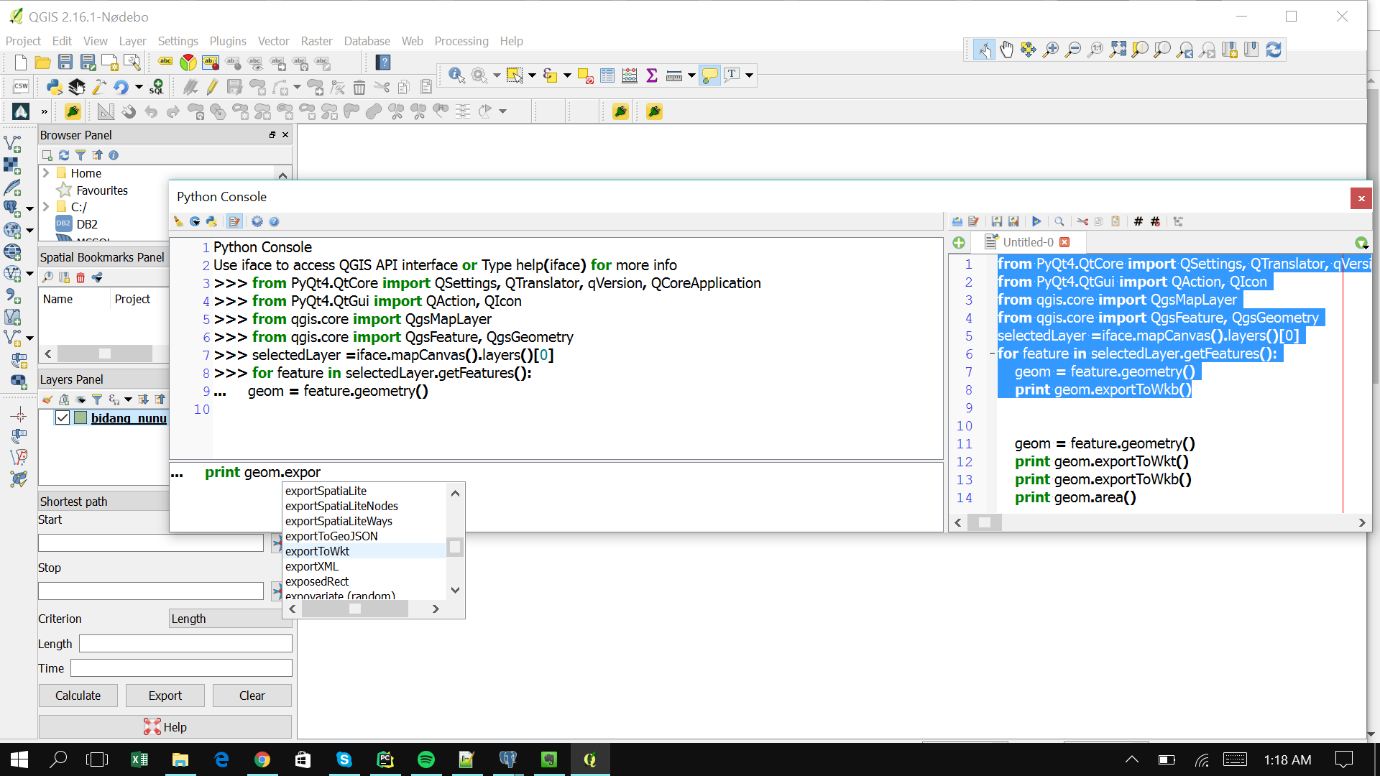 QGIS 2.16.1-Nødebo
Project Edit View Layer Settings Plugins Vector Raster Database Web Processing Help
CSW
SQL
»
Browser Panel
Home
Favourites
C:/
DB2
DB2
Spatial Bookmarks Panel
Name Project
Layers Panel
bidang_nunu
Shortest path
Start
Stop
Criterion Length
Length
Time
Calculate Export Clear
Help
Python Console
1 Python Console
2 Use iface to access QGIS API interface or Type help(iface) for more info
3 >>> from PyQt4.QtCore import QSettings, QTranslator, qVersion, QCoreApplication
4 >>> from PyQt4.QtGui import QAction, QIcon
5 >>> from qgis.core import QgsMapLayer
6 >>> from qgis.core import QgsFeature, QgsGeometry
7 >>> selectedLayer =iface.mapCanvas().layers()[0]
8 >>> for feature in selectedLayer.getFeatures():
9 ... geom = feature.geometry()
10
... print geom.expor
exportSpatiaLite
exportSpatiaLiteNodes
exportSpatiaLiteWays
exportToGeoJSON
exportToWkt
exportXML
exposedRect
expovariate (random)
Untitled-0
1 from PyQt4.QtCore import QSettings, QTranslator, qVersi
2 from PyQt4.QtGui import QAction, QIcon
3 from qgis.core import QgsMapLayer
4 from qgis.core import QgsFeature, QgsGeometry
5 selectedLayer =iface.mapCanvas().layers()[0]
6 for feature in selectedLayer.getFeatures():
7 geom = feature.geometry()
8 print geom.exportToWkb()
9
10
11 geom = feature.geometry()
12 print geom.exportToWkt()
13 print geom.exportToWkb()
14 print geom.area()
1:18 AM